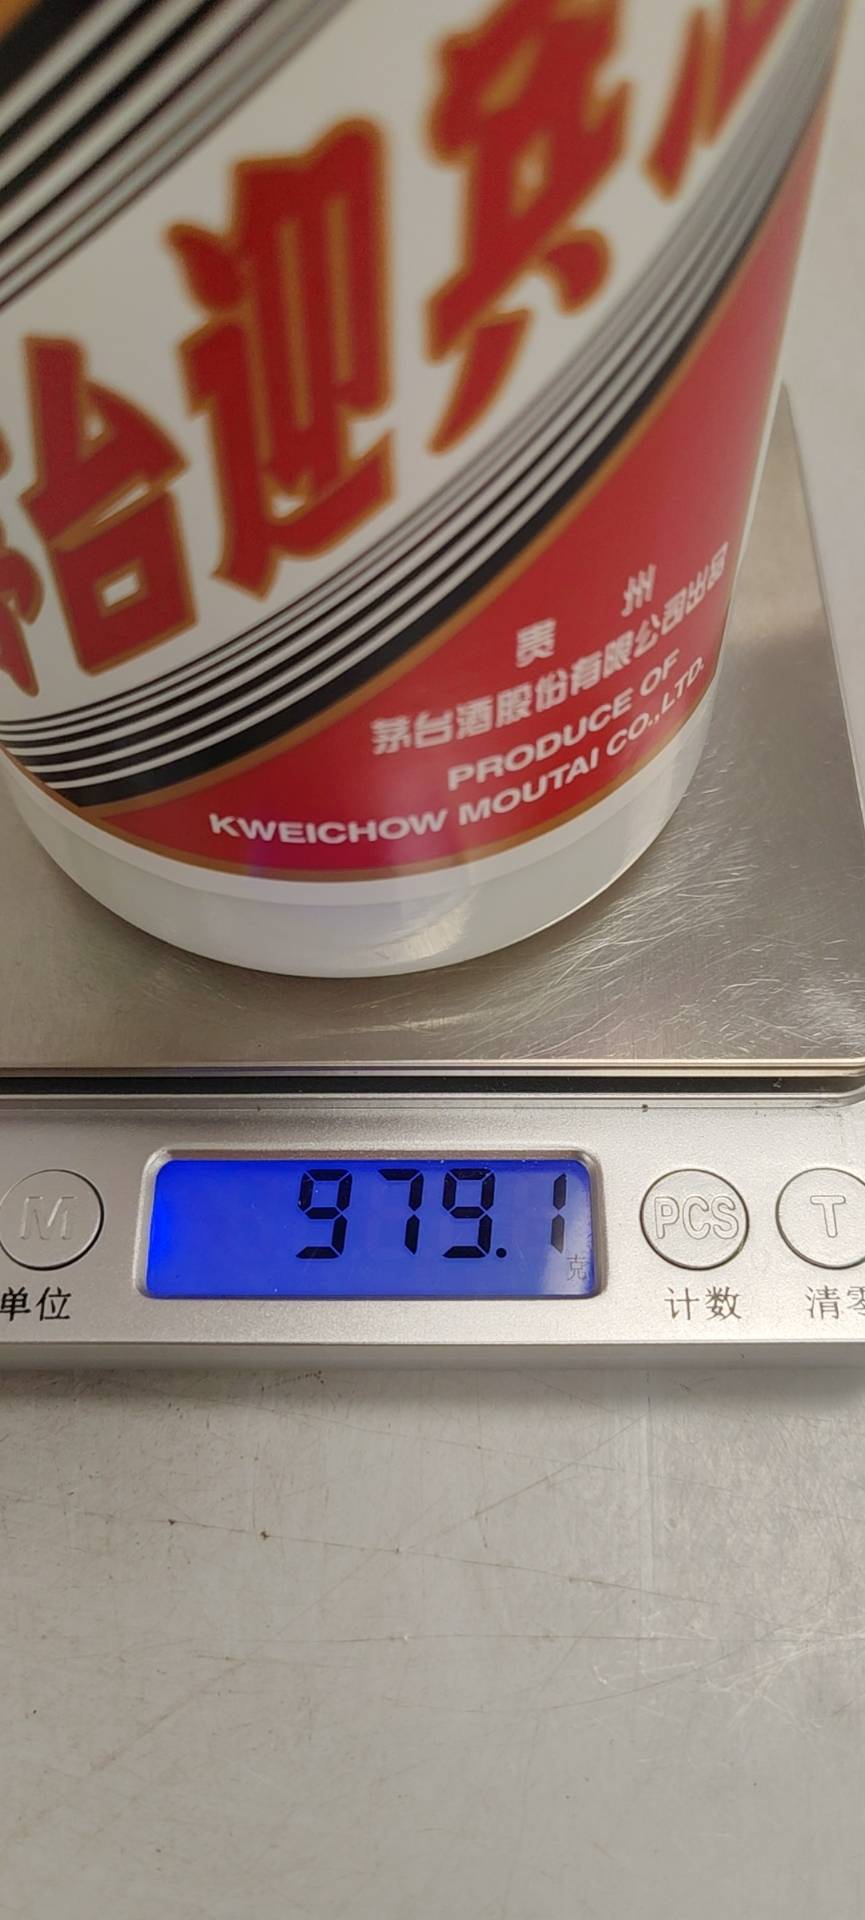 台迎宾
贵州
茅台酒股份有限公司出品
PRODUCE OF
KWEICHOW MOUTAI CO.,LTD.
979.1
克
M
PCS
T
单位
计数
清零